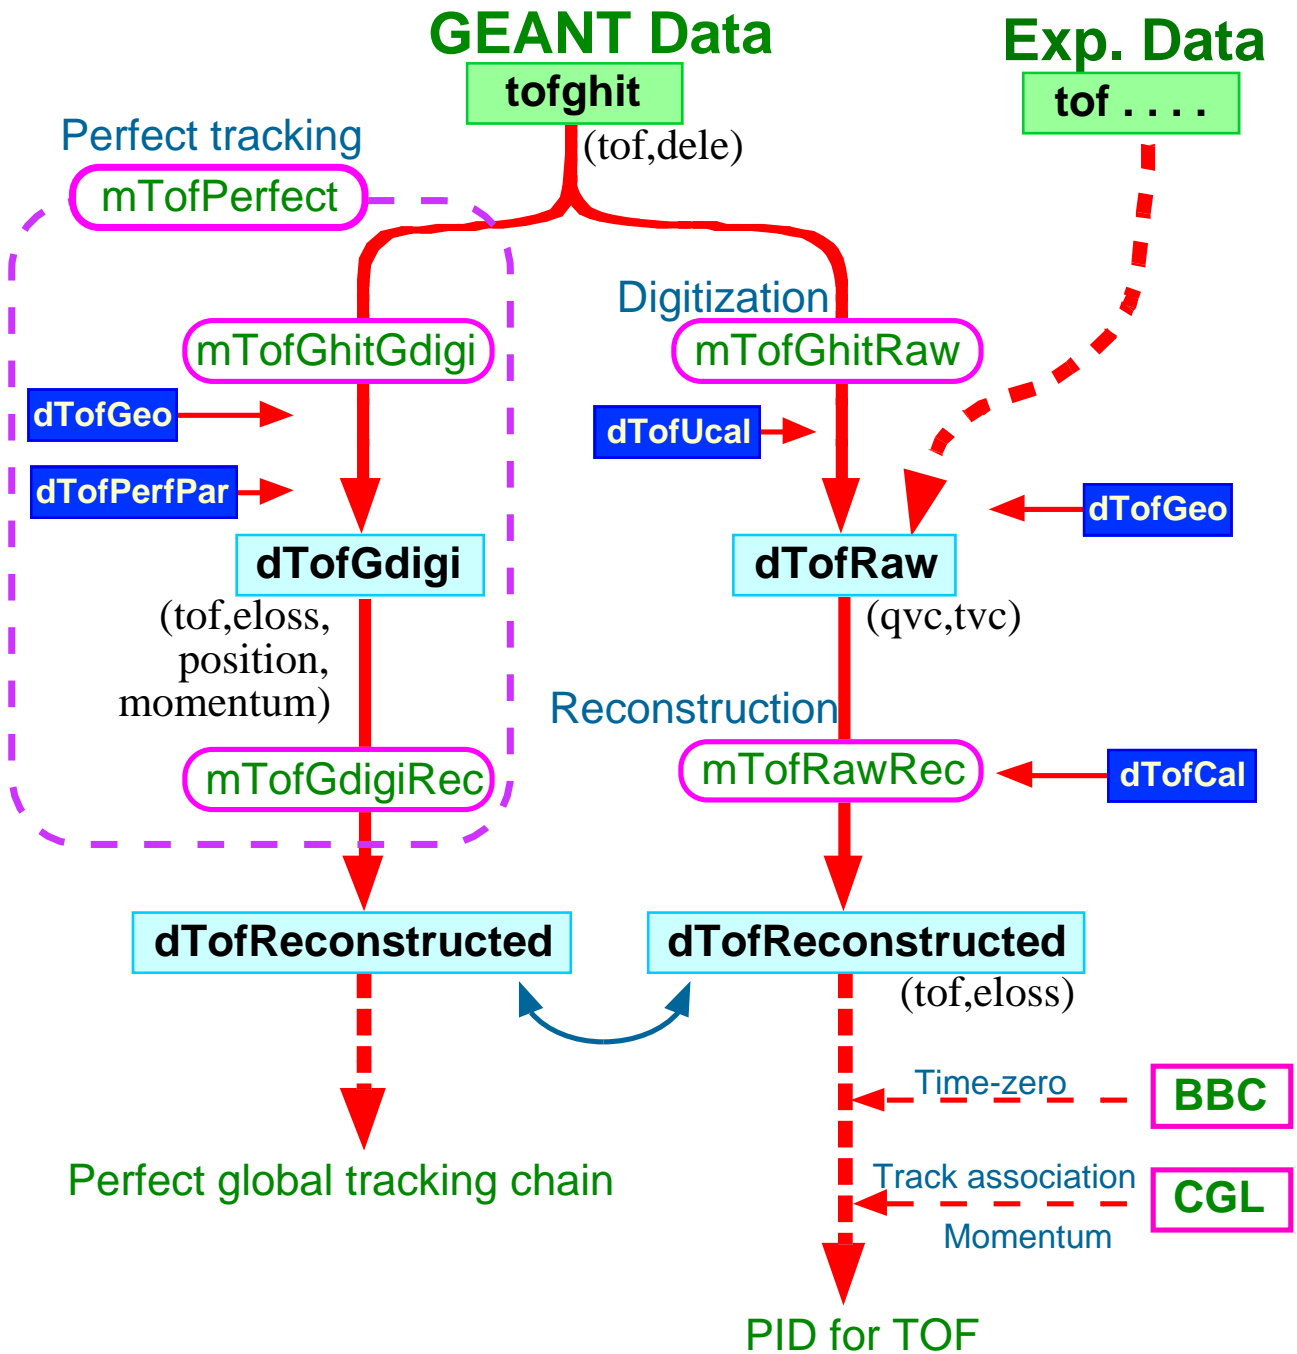 GEANT Data
Exp. Data
tofghit
tof . . . .
(tof,dele)
Perfect tracking
mTofPerfect
Digitization
mTofGhitGdigi
mTofGhitRaw
dTofGeo
dTofUcal
dTofPerfPar
dTofGeo
dTofGdigi
dTofRaw
(tof,eloss,
position,
momentum)
(qvc,tvc)
Reconstruction
mTofGdigiRec
mTofRawRec
dTofCal
dTofReconstructed
dTofReconstructed
(tof,eloss)
Time-zero
BBC
Perfect global tracking chain
Track association
CGL
Momentum
PID for TOF